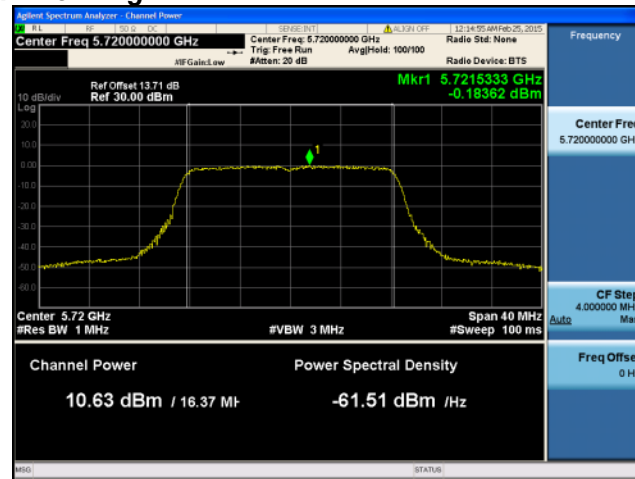 Agilent Spectrum Analyzer - Channel Power
RL RF 50 Ω DC SENSE:INT ALIGN OFF 12:14:55 AM Feb 25, 2015
Center Freq 5.720000000 GHz
Center Freq: 5.720000000 GHz Radio Std: None
Trig: Free Run Avg|Hold: 100/100
#IFGain:Low #Atten: 20 dB Radio Device: BTS
Frequency
Mkr1 5.7215333 GHz
-0.18362 dBm
Ref Offset 13.71 dB
10 dB/div Ref 30.00 dBm
Log
20.0
10.0
0.00
-10.0
-20.0
-30.0
-40.0
-50.0
-60.0
1
Center Fre
5.720000000 GH
Center 5.72 GHz Span 40 MHz
#Res BW 1 MHz #VBW 3 MHz #Sweep 100 ms
CF Ste
4.000000 MH
Auto Ma
Channel Power Power Spectral Density
10.63 dBm / 16.37 MH -61.51 dBm /Hz
Freq Offse
0 H
MSG STATUS